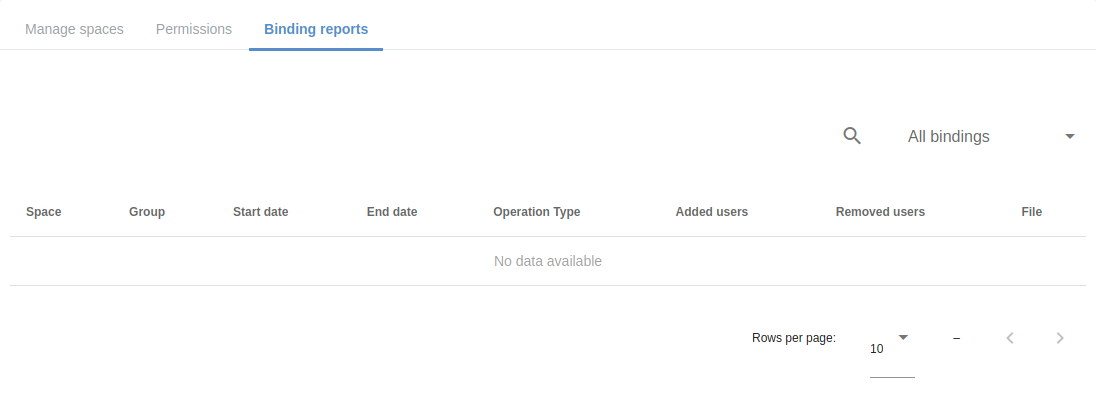 Manage spaces Permissions Binding reports
All bindings
Space Group Start date End date Operation Type Added users Removed users File
No data available
Rows per page: 10 –